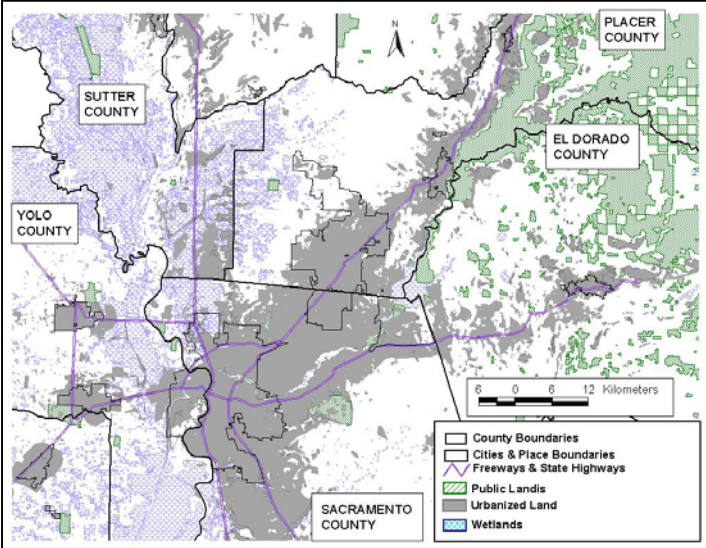 PLACER
COUNTY
N
SUTTER
COUNTY
EL DORADO
COUNTY
YOLO
COUNTY
6 0 6 12 Kilometers
County Boundaries
Cities & Place Boundaries
Freeways & State Highways
Public Landis
Urbanized Land
Wetlands
SACRAMENTO
COUNTY